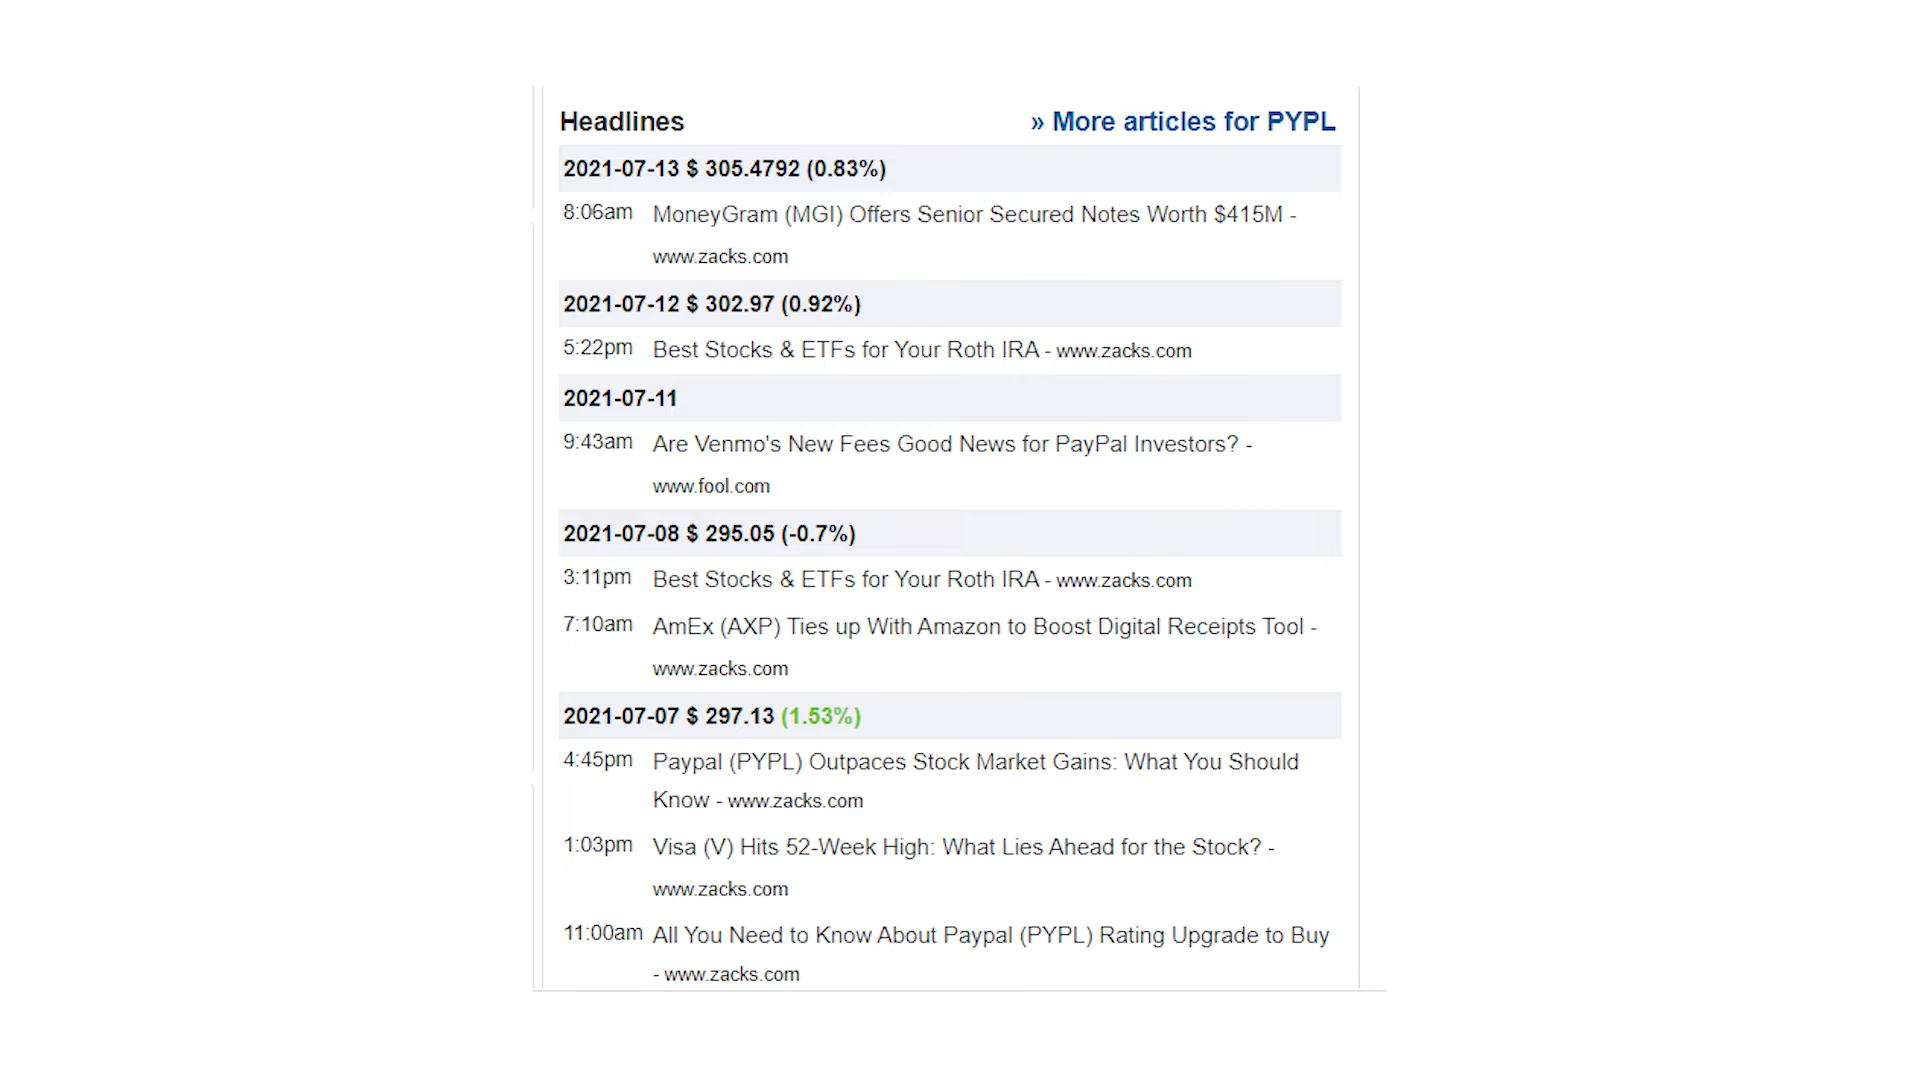 Headlines » More articles for PYPL
2021-07-13 $ 305.4792 (0.83%)
8:06am MoneyGram (MGI) Offers Senior Secured Notes Worth $415M -
www.zacks.com
2021-07-12 $ 302.97 (0.92%)
5:22pm Best Stocks & ETFs for Your Roth IRA - www.zacks.com
2021-07-11
9:43am Are Venmo's New Fees Good News for PayPal Investors? -
www.fool.com
2021-07-08 $ 295.05 (-0.7%)
3:11pm Best Stocks & ETFs for Your Roth IRA - www.zacks.com
7:10am AmEx (AXP) Ties up With Amazon to Boost Digital Receipts Tool -
www.zacks.com
2021-07-07 $ 297.13 (1.53%)
4:45pm Paypal (PYPL) Outpaces Stock Market Gains: What You Should
Know - www.zacks.com
1:03pm Visa (V) Hits 52-Week High: What Lies Ahead for the Stock? -
www.zacks.com
11:00am All You Need to Know About Paypal (PYPL) Rating Upgrade to Buy
- www.zacks.com